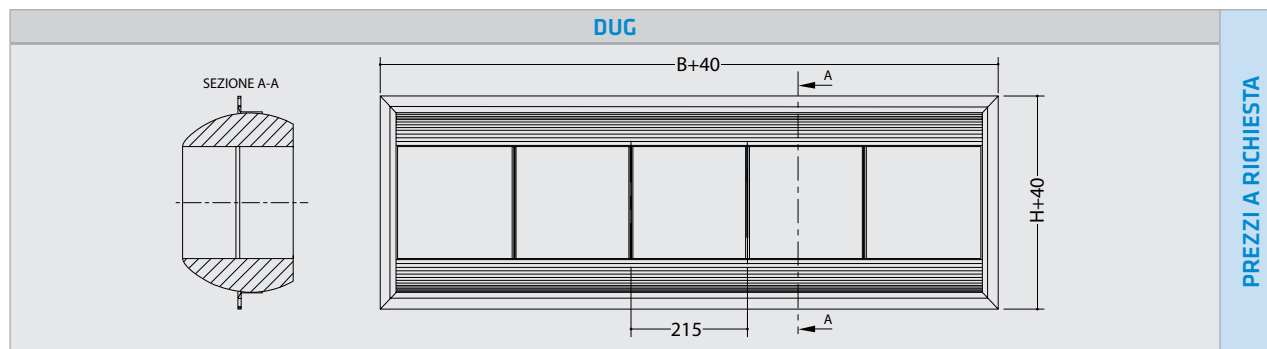 DUG
B+40
SEZIONE A-A
A
H+40
215
A
PREZZI A RICHIESTA